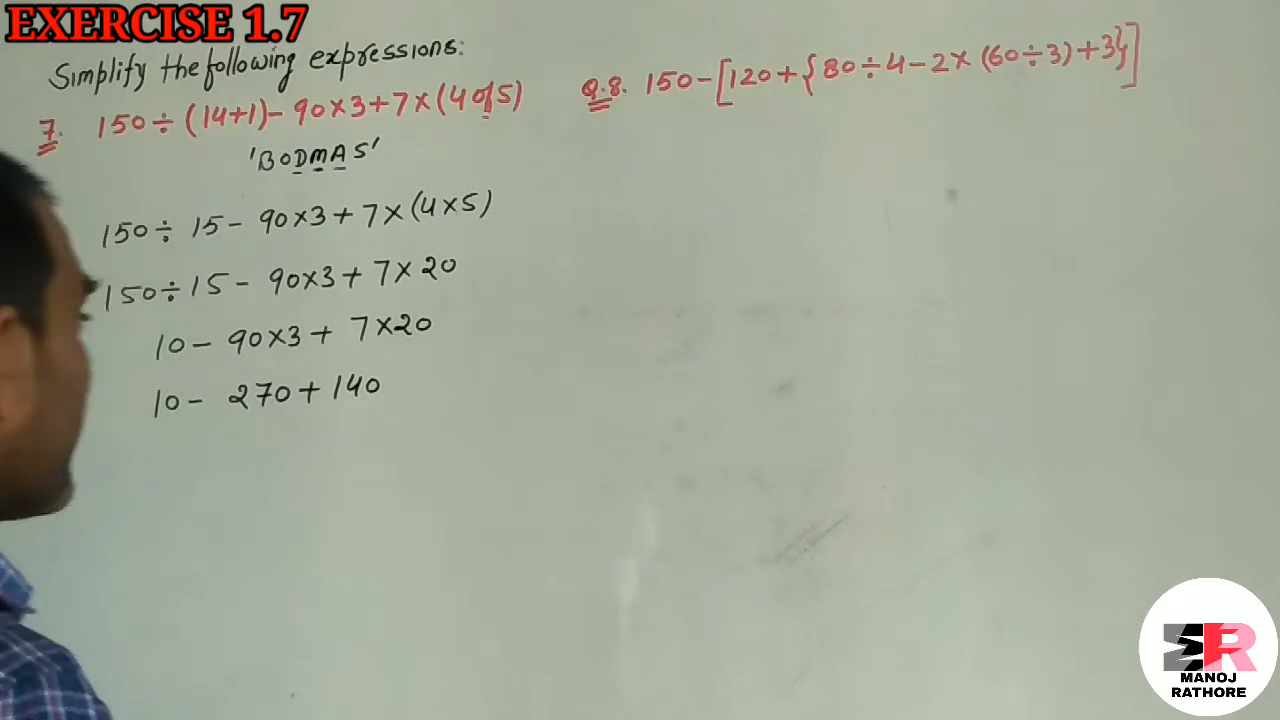 EXERCISE 1.7
Simplify the following expressions:
7. 150 ÷ (14+1) - 90×3+7×(4 of 5)
'BODMAS'
150 ÷ 15 - 90×3 + 7×(4×5)
150÷15 - 90×3 + 7×20
10 - 90×3 + 7×20
10 - 270 + 140
Q.8. 150-[120+{80÷4-2×(60÷3)+3}]
MANOJ
RATHORE